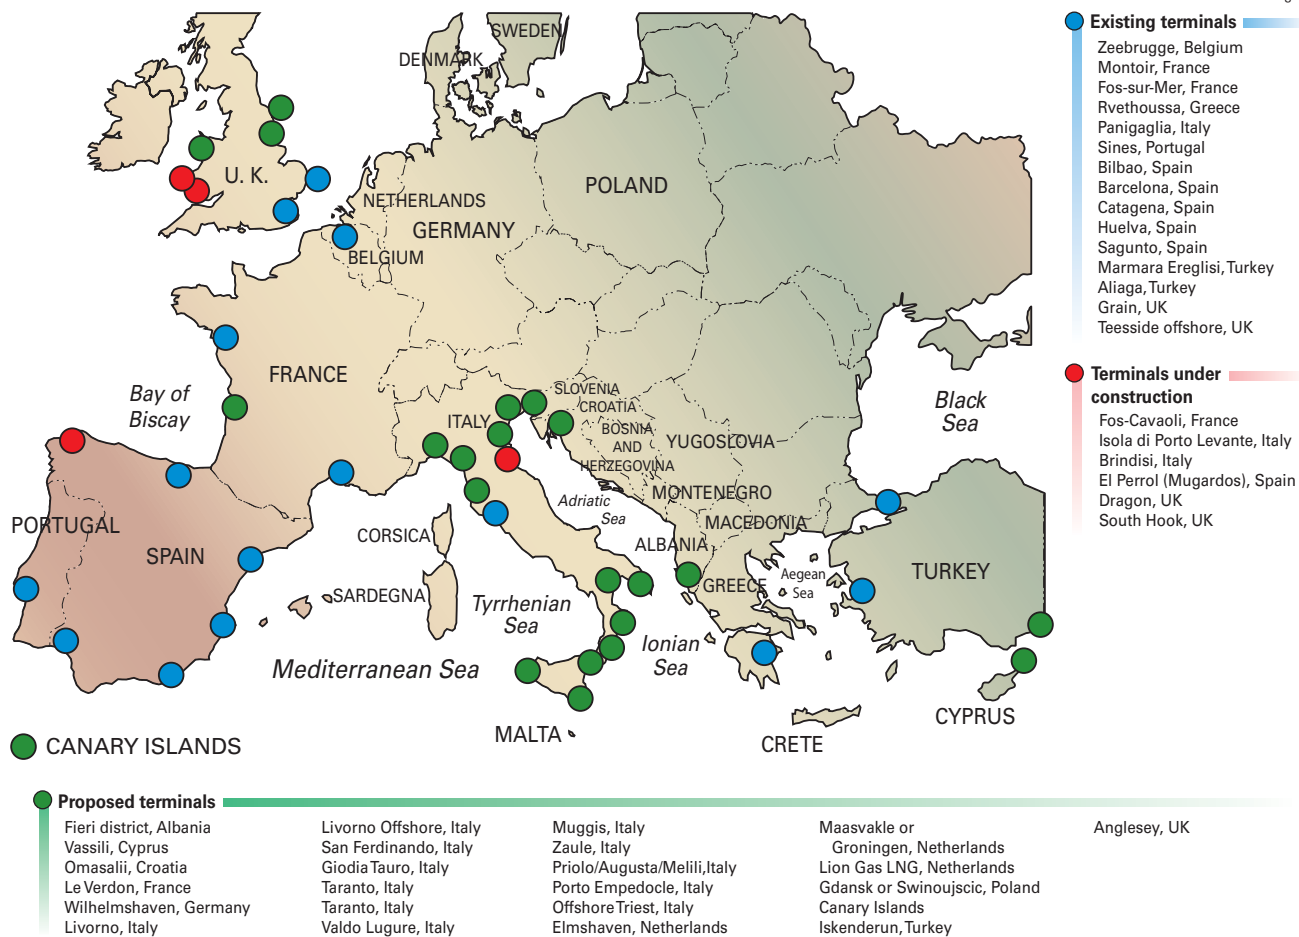 SWEDEN
DENMARK
U. K.
NETHERLANDS
POLAND
GERMANY
BELGIUM
FRANCE
Bay of
Biscay
SLOVENIA
CROATIA
ITALY
BOSNIA
AND
HERZEGOVINA
YUGOSLOVIA
Black
Sea
MONTENEGRO
Adriatic
Sea
MACEDONIA
PORTUGAL
SPAIN
CORSICA
ALBANIA
GREECE
Aegean
Sea
TURKEY
SARDEGNA
Tyrrhenian
Sea
Ionian
Sea
Mediterranean Sea
MALTA
CYPRUS
CRETE
CANARY ISLANDS
Existing terminals
Zeebrugge, Belgium
Montoir, France
Fos-sur-Mer, France
Rvethoussa, Greece
Panigaglia, Italy
Sines, Portugal
Bilbao, Spain
Barcelona, Spain
Catagena, Spain
Huelva, Spain
Sagunto, Spain
Marmara Ereglisi, Turkey
Aliaga, Turkey
Grain, UK
Teesside offshore, UK
Terminals under
construction
Fos-Cavaoli, France
Isola di Porto Levante, Italy
Brindisi, Italy
El Perrol (Mugardos), Spain
Dragon, UK
South Hook, UK
Proposed terminals
Fieri district, Albania
Vassili, Cyprus
Omasalii, Croatia
Le Verdon, France
Wilhelmshaven, Germany
Livorno, Italy
Livorno Offshore, Italy
San Ferdinando, Italy
Giodia Tauro, Italy
Taranto, Italy
Taranto, Italy
Valdo Lugure, Italy
Muggis, Italy
Zaule, Italy
Priolo/Augusta/Melili,Italy
Porto Empedocle, Italy
Offshore Triest, Italy
Elmshaven, Netherlands
Maasvakle or
Groningen, Netherlands
Lion Gas LNG, Netherlands
Gdansk or Swinoujscic, Poland
Canary Islands
Iskenderun, Turkey
Anglesey, UK